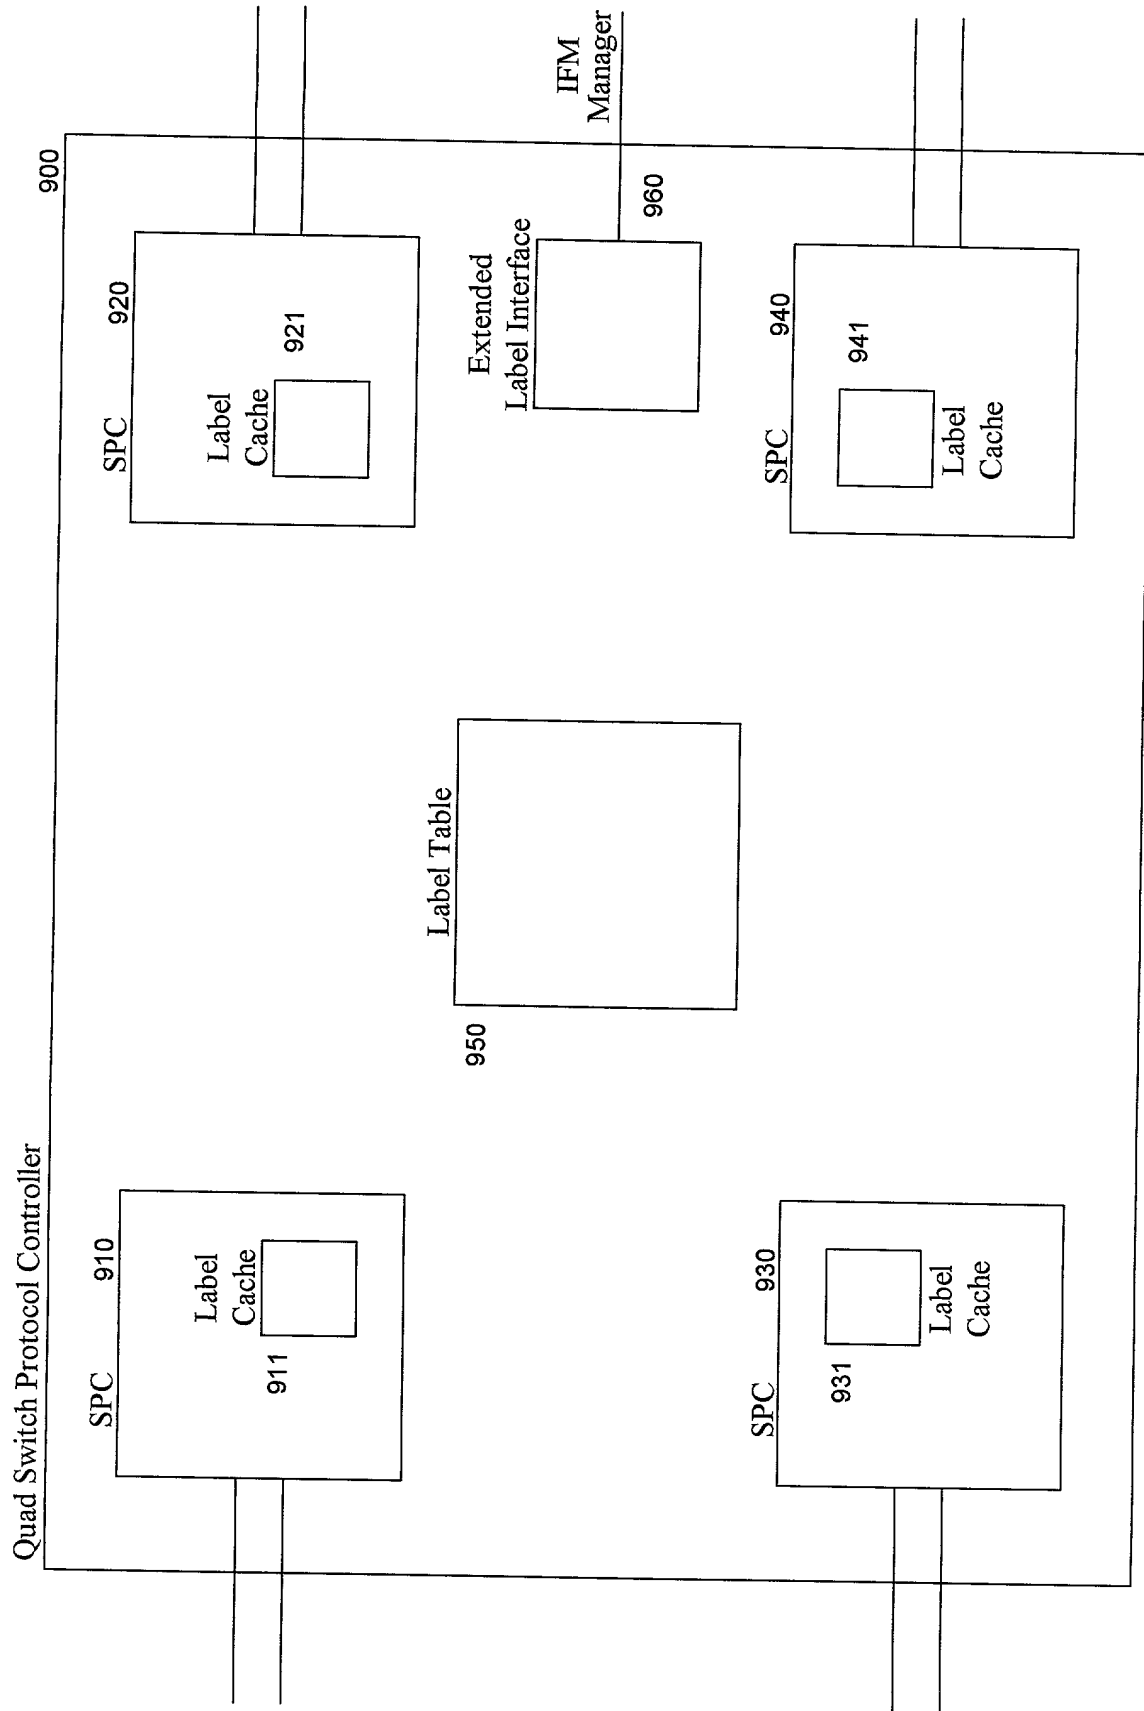 Quad Switch Protocol Controller
900
SPC
910
Label
Cache
911
SPC
920
Label
Cache
921
Label Table
950
Extended
Label Interface
960
IFM
Manager
SPC
930
931
Label
Cache
SPC
940
941
Label
Cache